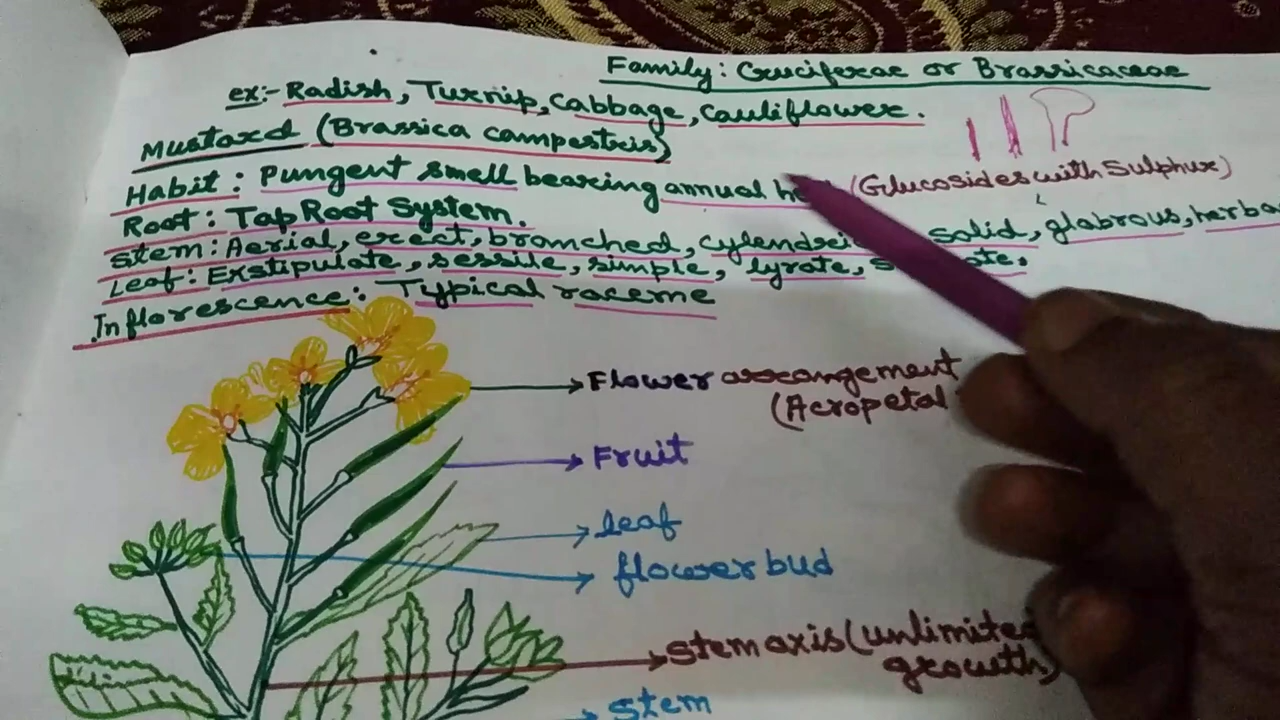 Family: Cruciferae or Brassicaceae
ex:- Radish, Turnip, Cabbage, Cauliflower.
Mustard (Brassica campestris)
Habit: Pungent smell bearing annual (Glucosides with Sulphur)
Root: Tap Root System.
Stem: Aerial, erect, branched, solid, glabrous,
Leaf: Exstipulate, sessile, simple, lyrate,
Inflorescence: Typical raceme
Flower arrangement
(Acropetal
Fruit
leaf
flower bud
stem axis (unlimited
growth)
stem